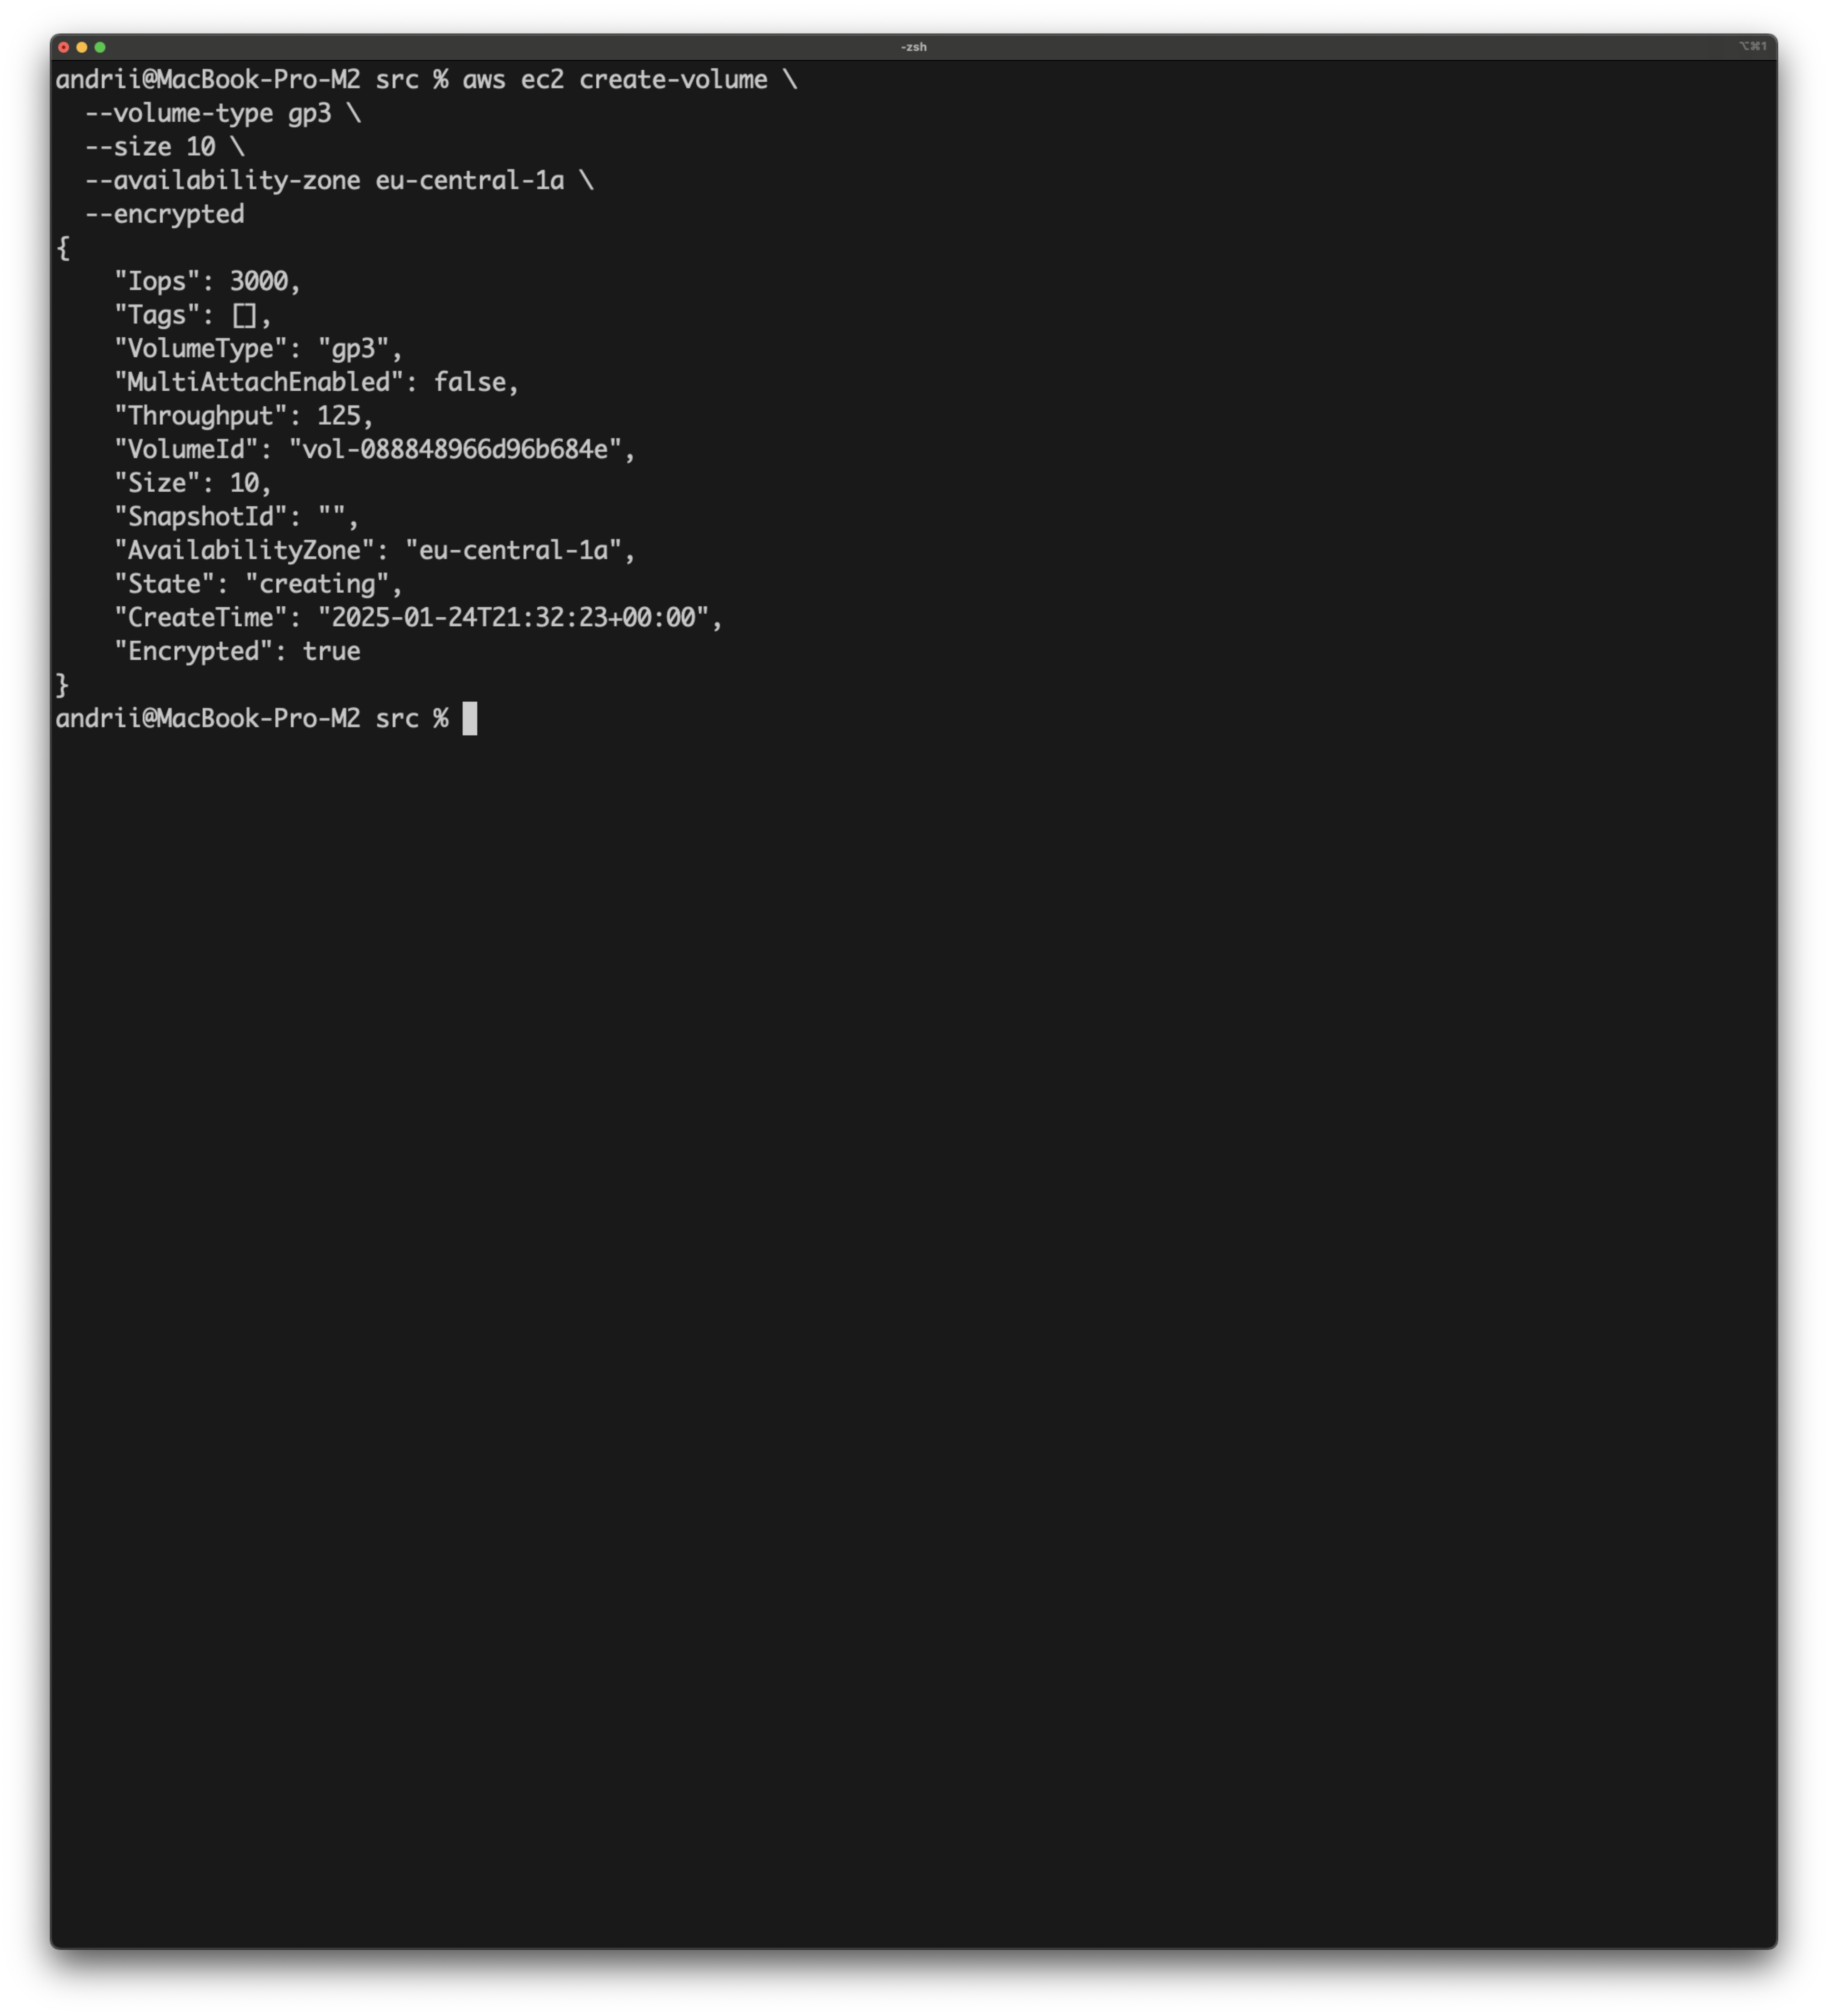 -zsh
⌥⌘1
andrii@MacBook-Pro-M2 src % aws ec2 create-volume \
  --volume-type gp3 \
  --size 10 \
  --availability-zone eu-central-1a \
  --encrypted
{
    "Iops": 3000,
    "Tags": [],
    "VolumeType": "gp3",
    "MultiAttachEnabled": false,
    "Throughput": 125,
    "VolumeId": "vol-088848966d96b684e",
    "Size": 10,
    "SnapshotId": "",
    "AvailabilityZone": "eu-central-1a",
    "State": "creating",
    "CreateTime": "2025-01-24T21:32:23+00:00",
    "Encrypted": true
}
andrii@MacBook-Pro-M2 src %